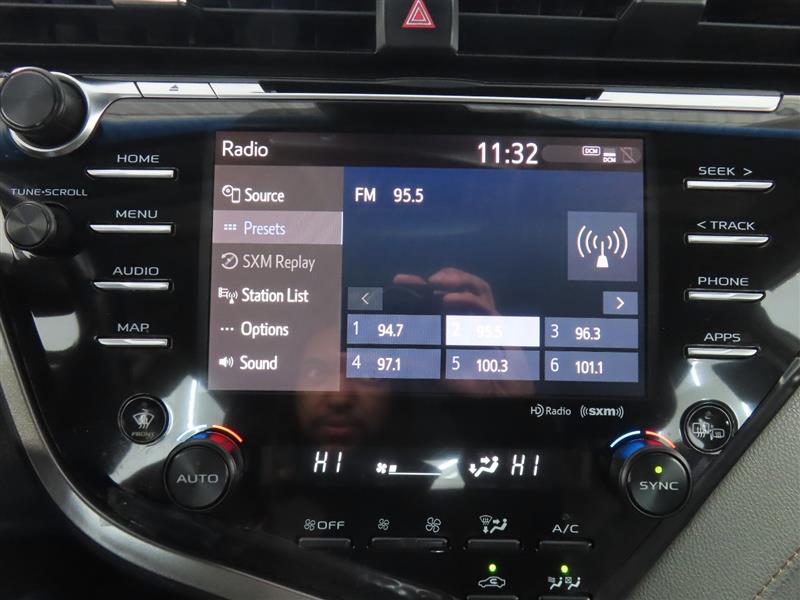 HOME
TUNE•SCROLL
MENU
AUDIO
MAP
Radio 11:32 DCM DCM
Source
Presets
SXM Replay
Station List
Options
Sound
FM 95.5
< >
1 94.7 2 95.5 3 96.3
4 97.1 5 100.3 6 101.1
HD Radio ((sxm))
SEEK >
< TRACK
PHONE
APPS
FRONT
AUTO
HI HI
SYNC
OFF
A/C